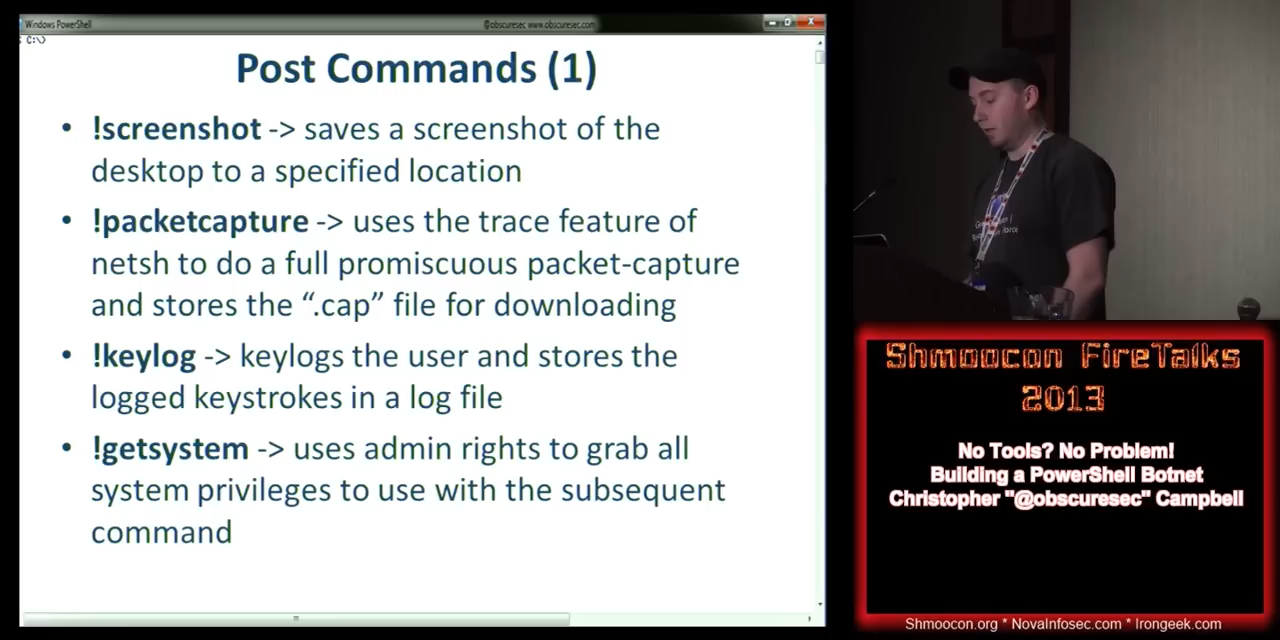 Windows PowerShell
@obscuresec www.obscuresec.com
C:\>
Post Commands (1)
• !screenshot -> saves a screenshot of the
desktop to a specified location
• !packetcapture -> uses the trace feature of
netsh to do a full promiscuous packet-capture
and stores the “.cap” file for downloading
• !keylog -> keylogs the user and stores the
logged keystrokes in a log file
• !getsystem -> uses admin rights to grab all
system privileges to use with the subsequent
command
Shmoocon FireTalks
2013
No Tools? No Problem!
Building a PowerShell Botnet
Christopher "@obscuresec" Campbell
Shmoocon.org * NovaInfosec.com * Irongeek.com